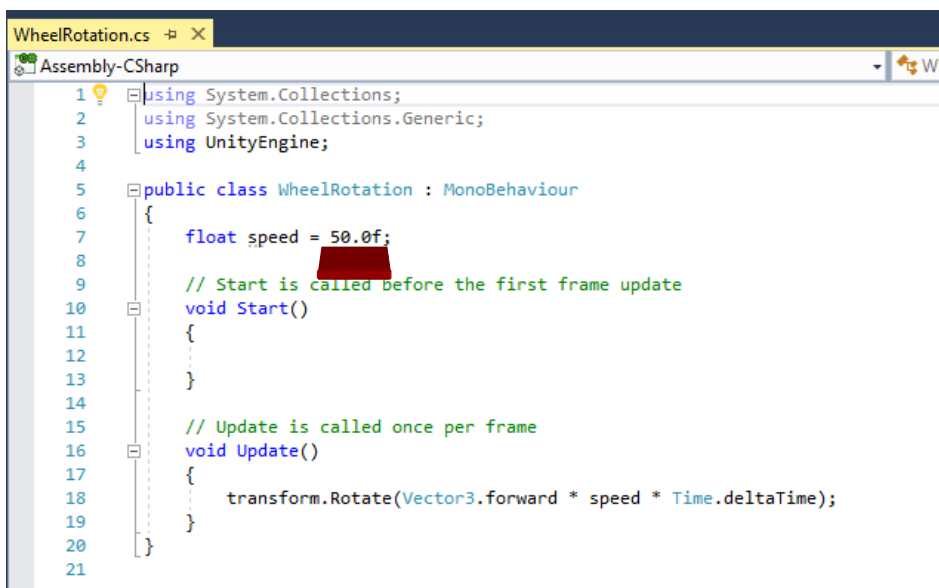 WheelRotation.cs
Assembly-CSharp
W
1 using System.Collections;
2 using System.Collections.Generic;
3 using UnityEngine;
4
5 public class WheelRotation : MonoBehaviour
6 {
7 float speed = 50.0f;
8
9 // Start is called before the first frame update
10 void Start()
11 {
12
13 }
14
15 // Update is called once per frame
16 void Update()
17 {
18 transform.Rotate(Vector3.forward * speed * Time.deltaTime);
19 }
20 }
21